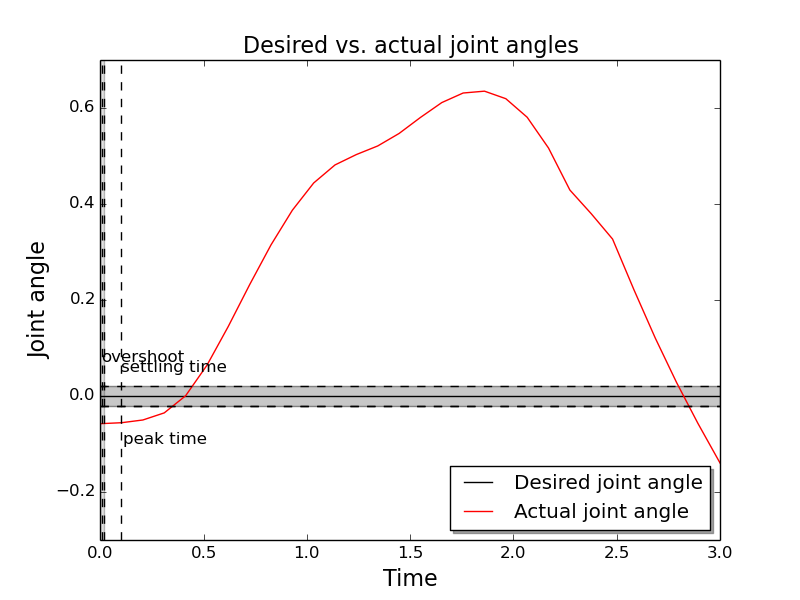 Desired vs. actual joint angles
Joint angle
0.6
0.4
0.2
0.0
−0.2
overshoot
settling time
peak time
Desired joint angle
Actual joint angle
0.0 0.5 1.0 1.5 2.0 2.5 3.0
Time